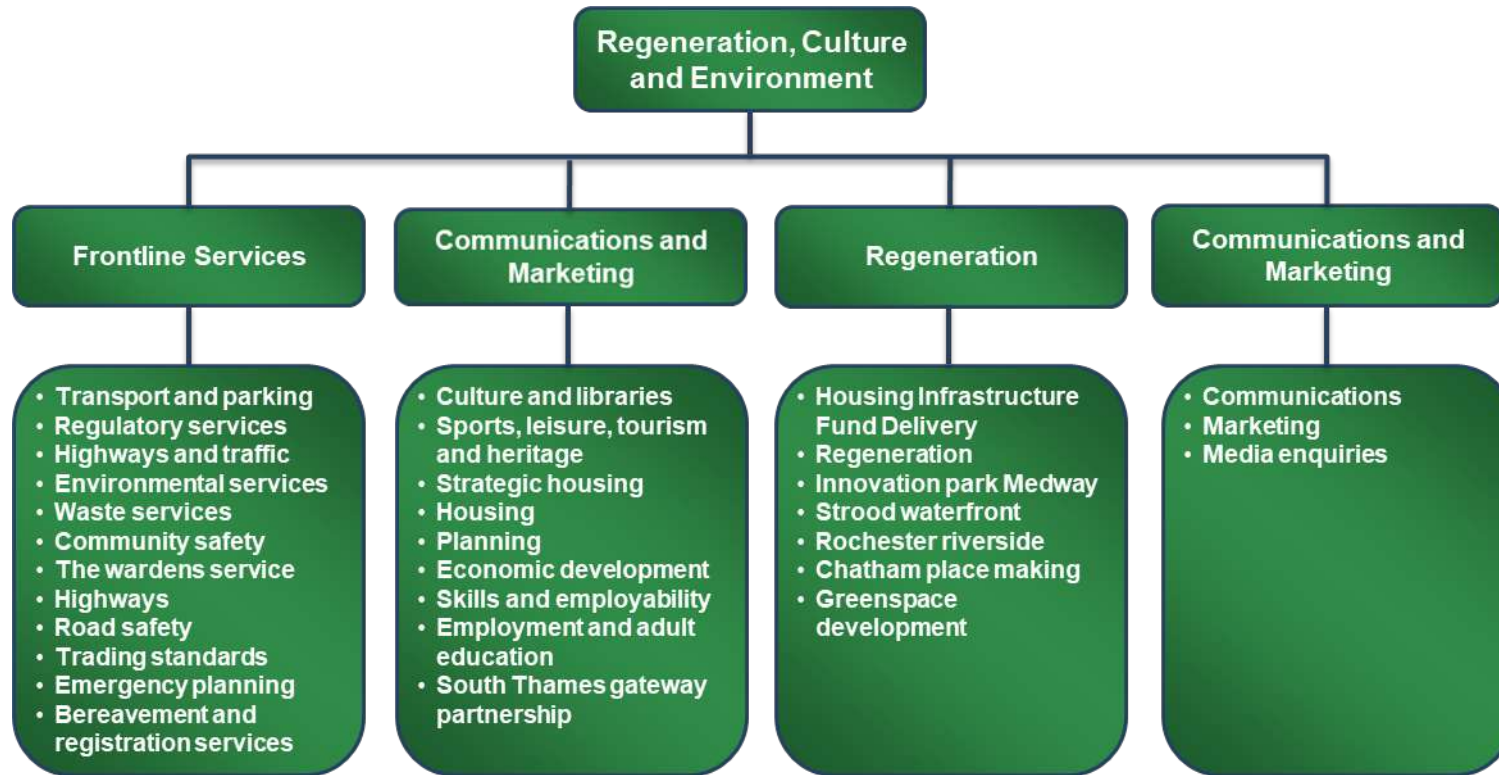 Regeneration, Culture
and Environment
Frontline Services
Communications and
Marketing
Regeneration
Communications and
Marketing
• Transport and parking
• Regulatory services
• Highways and traffic
• Environmental services
• Waste services
• Community safety
• The wardens service
• Highways
• Road safety
• Trading standards
• Emergency planning
• Bereavement and
registration services
• Culture and libraries
• Sports, leisure, tourism
and heritage
• Strategic housing
• Housing
• Planning
• Economic development
• Skills and employability
• Employment and adult
education
• South Thames gateway
partnership
• Housing Infrastructure
Fund Delivery
• Regeneration
• Innovation park Medway
• Strood waterfront
• Rochester riverside
• Chatham place making
• Greenspace
development
• Communications
• Marketing
• Media enquiries